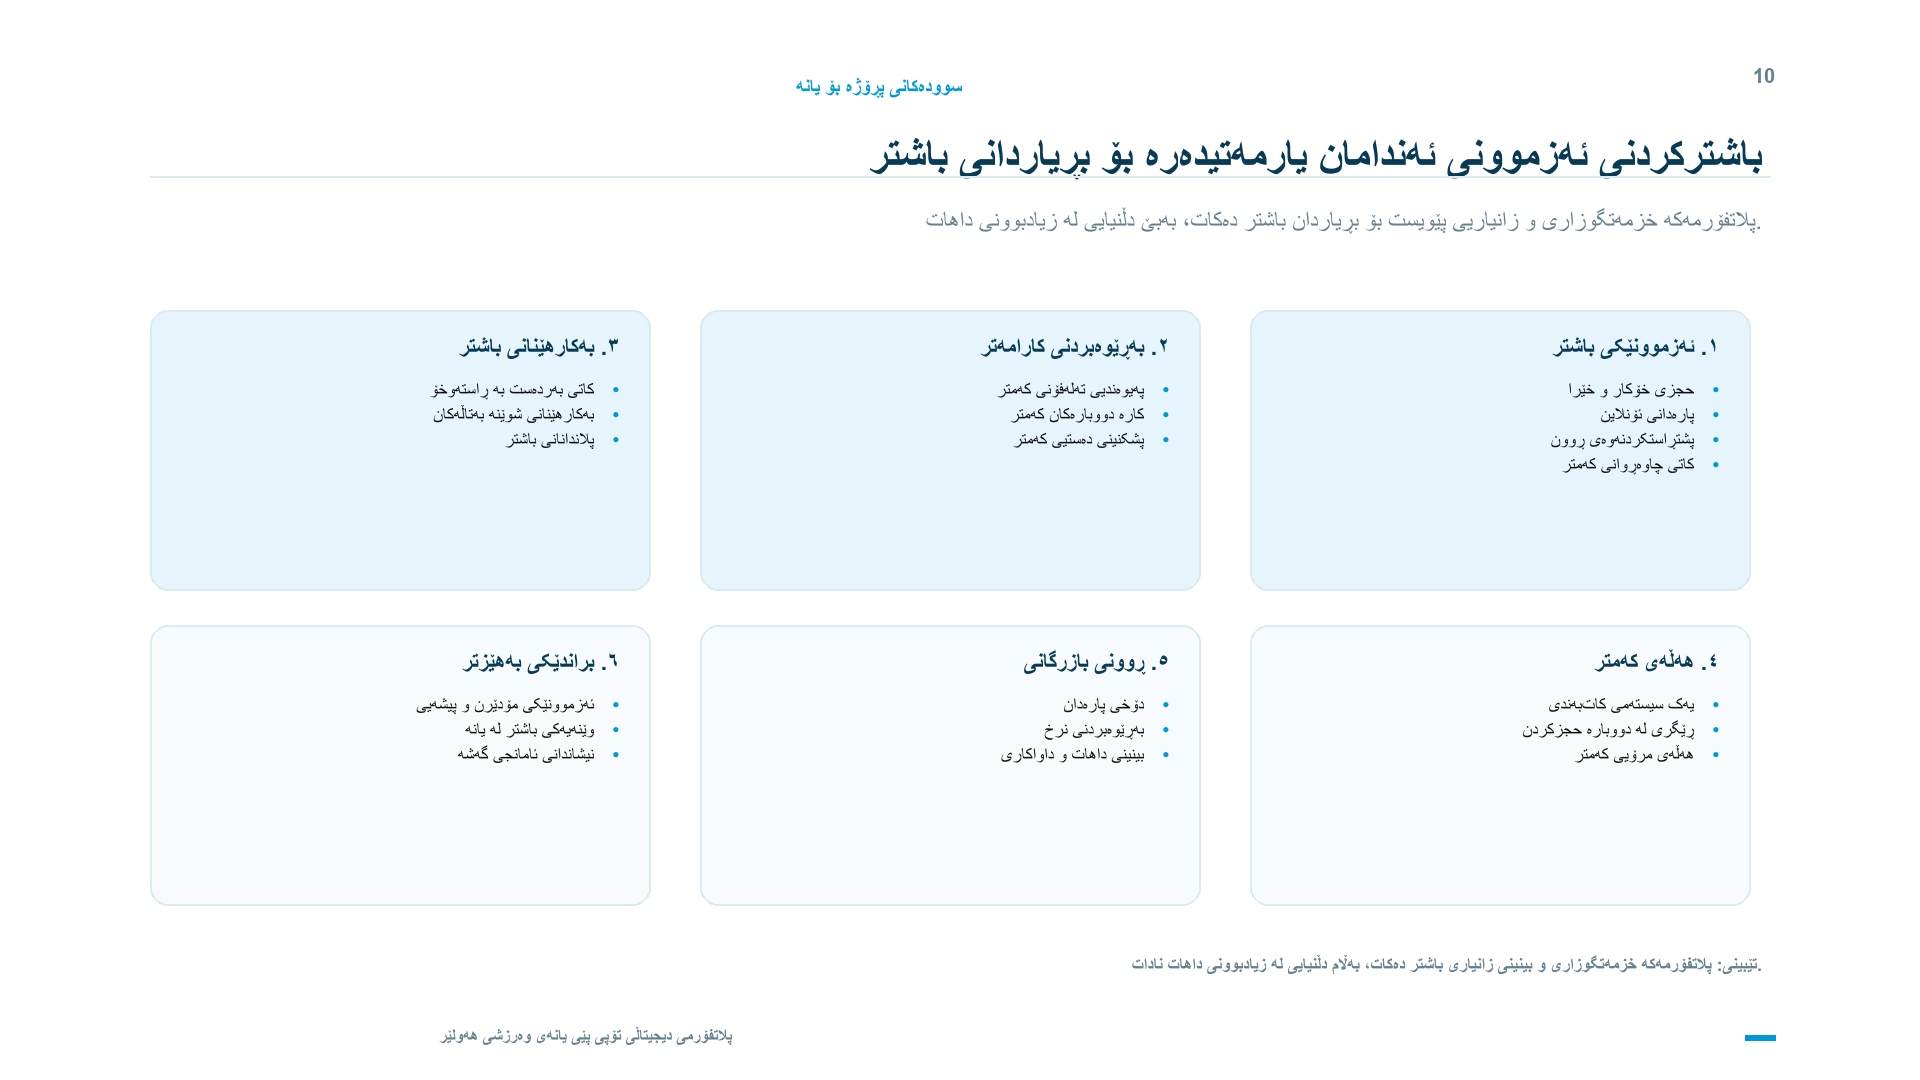 10
سوودەکانی پڕۆژە بۆ یانە
باشترکردنی ئەزموونی ئەندامان یارمەتیدەرە بۆ بڕیاردانی باشتر
پلاتفۆرمەکە خزمەتگوزاری و زانیاریی پێویست بۆ بڕیاردان باشتر دەکات، بەبێ دڵنیایی لە زیادبوونی داهات.
١. ئەزموونێکی باشتر
• حجزی خۆکار و خێرا
• پارەدانی ئۆنلاین
• پشتڕاستکردنەوەی ڕوون
• کاتی چاوەڕوانی کەمتر
٢. بەڕێوەبردنی کارامەتر
• پەیوەندیی تەلەفۆنی کەمتر
• کارە دووبارەکان کەمتر
• پشکنینی دەستیی کەمتر
٣. بەکارهێنانی باشتر
• کاتی بەردەست بە ڕاستەوخۆ
• بەکارهێنانی شوێنە بەتاڵەکان
• پلاندانانی باشتر
٤. هەڵەی کەمتر
• یەک سیستەمی کات‌بەندی
• ڕێگری لە دووبارە حجزکردن
• هەڵەی مرۆیی کەمتر
٥. ڕوونی بازرگانی
• دۆخی پارەدان
• بەڕێوەبردنی نرخ
• بینینی داهات و داواکاری
٦. براندێکی بەهێزتر
• ئەزموونێکی مۆدێرن و پیشەیی
• وێنەیەکی باشتر لە یانە
• نیشاندانی ئامانجی گەشە
تێبینی: پلاتفۆرمەکە خزمەتگوزاری و بینینی زانیاری باشتر دەکات، بەڵام دڵنیایی لە زیادبوونی داهات نادات.
پلاتفۆرمی دیجیتاڵی تۆپی پێی یانەی وەرزشی هەولێر